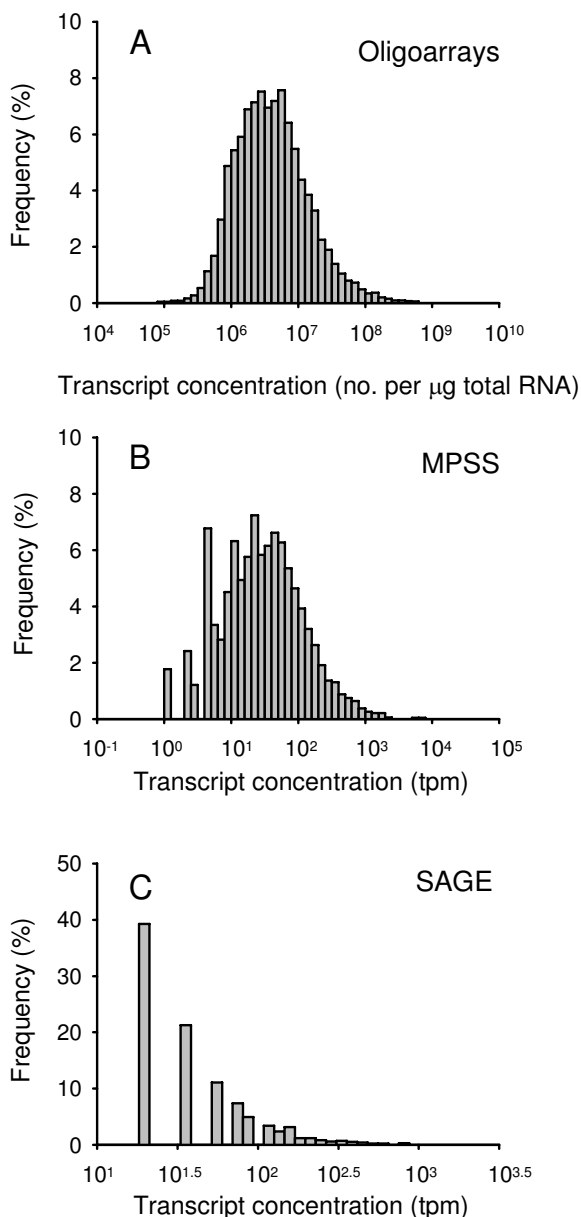 A
Oligoarrays
Frequency (%)
10
8
6
4
2
0
10⁴ 10⁵ 10⁶ 10⁷ 10⁸ 10⁹ 10¹⁰
Transcript concentration (no. per μg total RNA)
B
MPSS
Frequency (%)
10
8
6
4
2
0
10⁻¹ 10⁰ 10¹ 10² 10³ 10⁴ 10⁵
Transcript concentration (tpm)
C
SAGE
Frequency (%)
50
40
30
20
10
0
10¹ 10¹·⁵ 10² 10²·⁵ 10³ 10³·⁵
Transcript concentration (tpm)